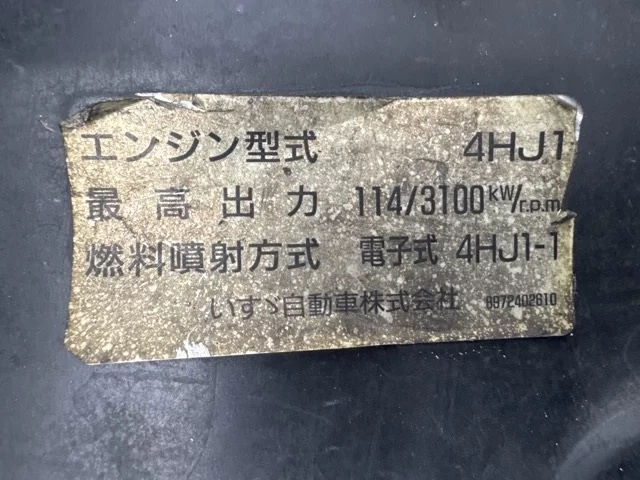 エンジン型式 4HJ1
最高出力 114/3100kW/r.p.m
燃料噴射方式 電子式 4HJ1-1
いすゞ自動車株式会社 8972402610